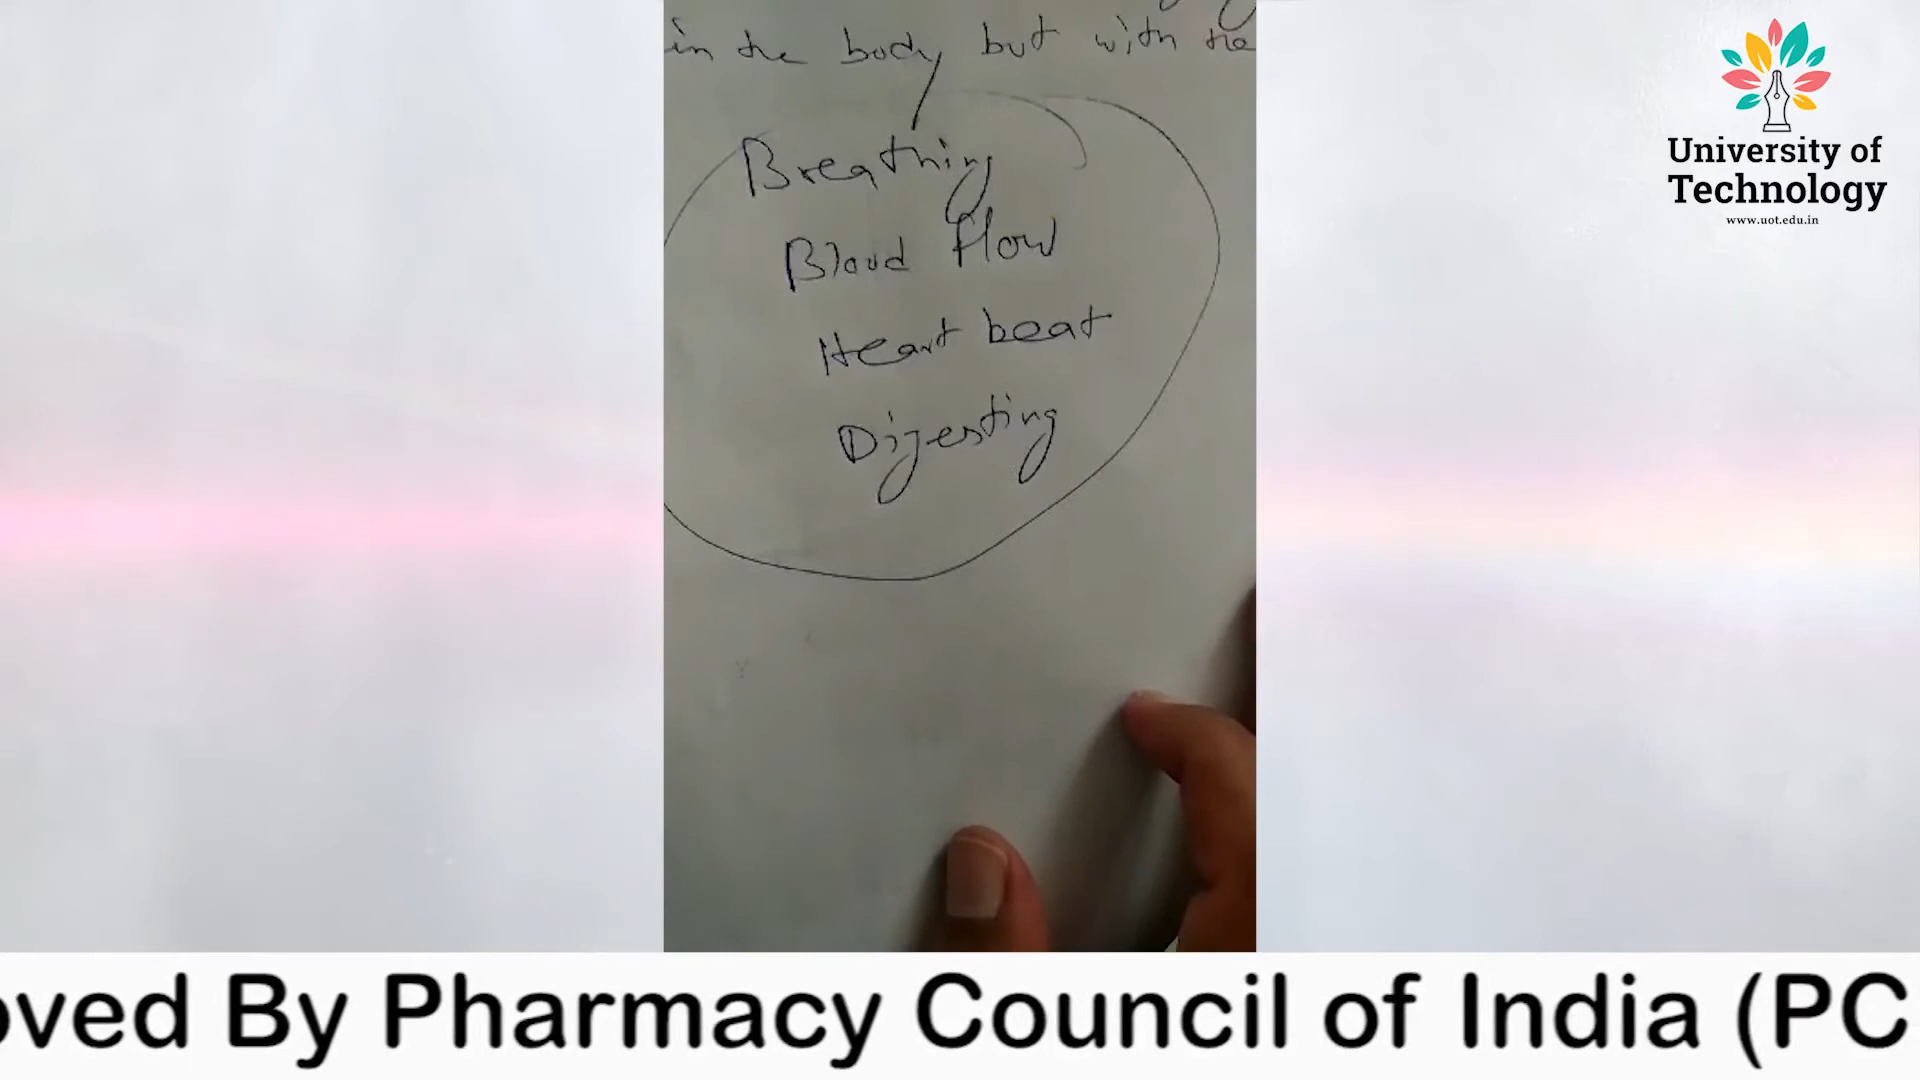 in the body but with the
Breathing
Blood flow
Heart beat
Digesting
University of
Technology
www.uot.edu.in
oved By Pharmacy Council of India (PC